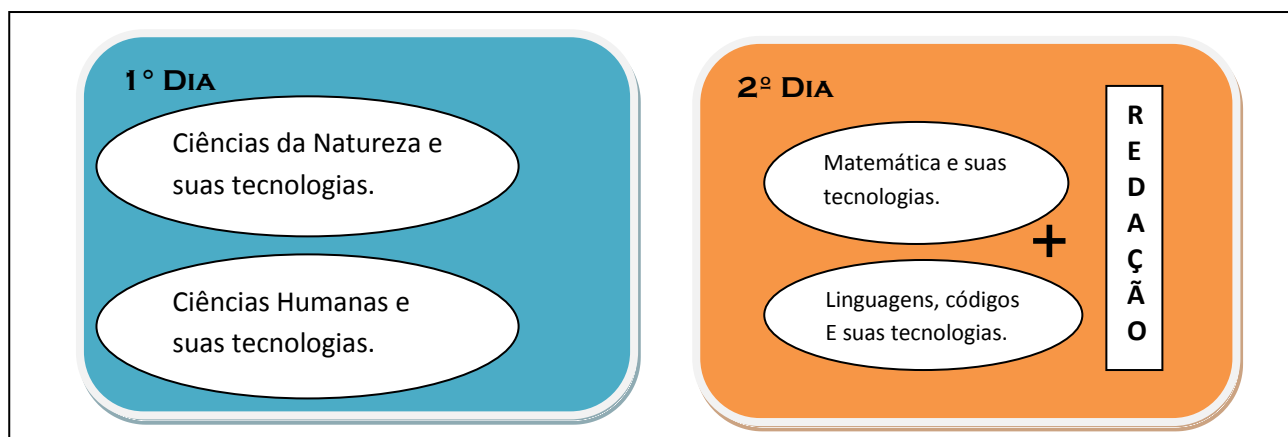 1° DIA
Ciências da Natureza e
suas tecnologias.
Ciências Humanas e
suas tecnologias.
2º DIA
Matemática e suas
tecnologias.
+
Linguagens, códigos
E suas tecnologias.
R
E
D
A
Ç
Ã
O